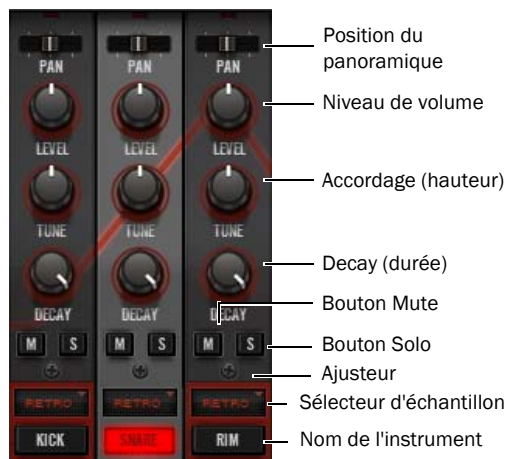 PAN PAN PAN
Position du
panoramique
Niveau de volume
LEVEL LEVEL LEVEL
Accordage (hauteur)
TUNE TUNE TUNE
Decay (durée)
DECAY DECAY DECAY
Bouton Mute
M S M S M S
Bouton Solo
Ajusteur
RETRO RETRO RETRO
Sélecteur d'échantillon
KICK SNARE RIM
Nom de l'instrument